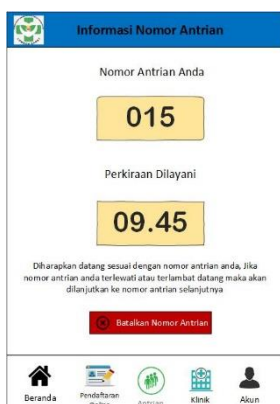 Informasi Nomor Antrian
Nomor Antrian Anda
015
Perkiraan Dilayani
09.45
Diharapkan datang sesuai dengan nomor antrian anda, Jika
nomor antrian anda terlewati atau terlambat datang maka akan
dilanjutkan ke nomor antrian selanjutnya
Batalkan Nomor Antrian
Beranda
Pendaftaran
Online
Antrian
Klinik
Akun